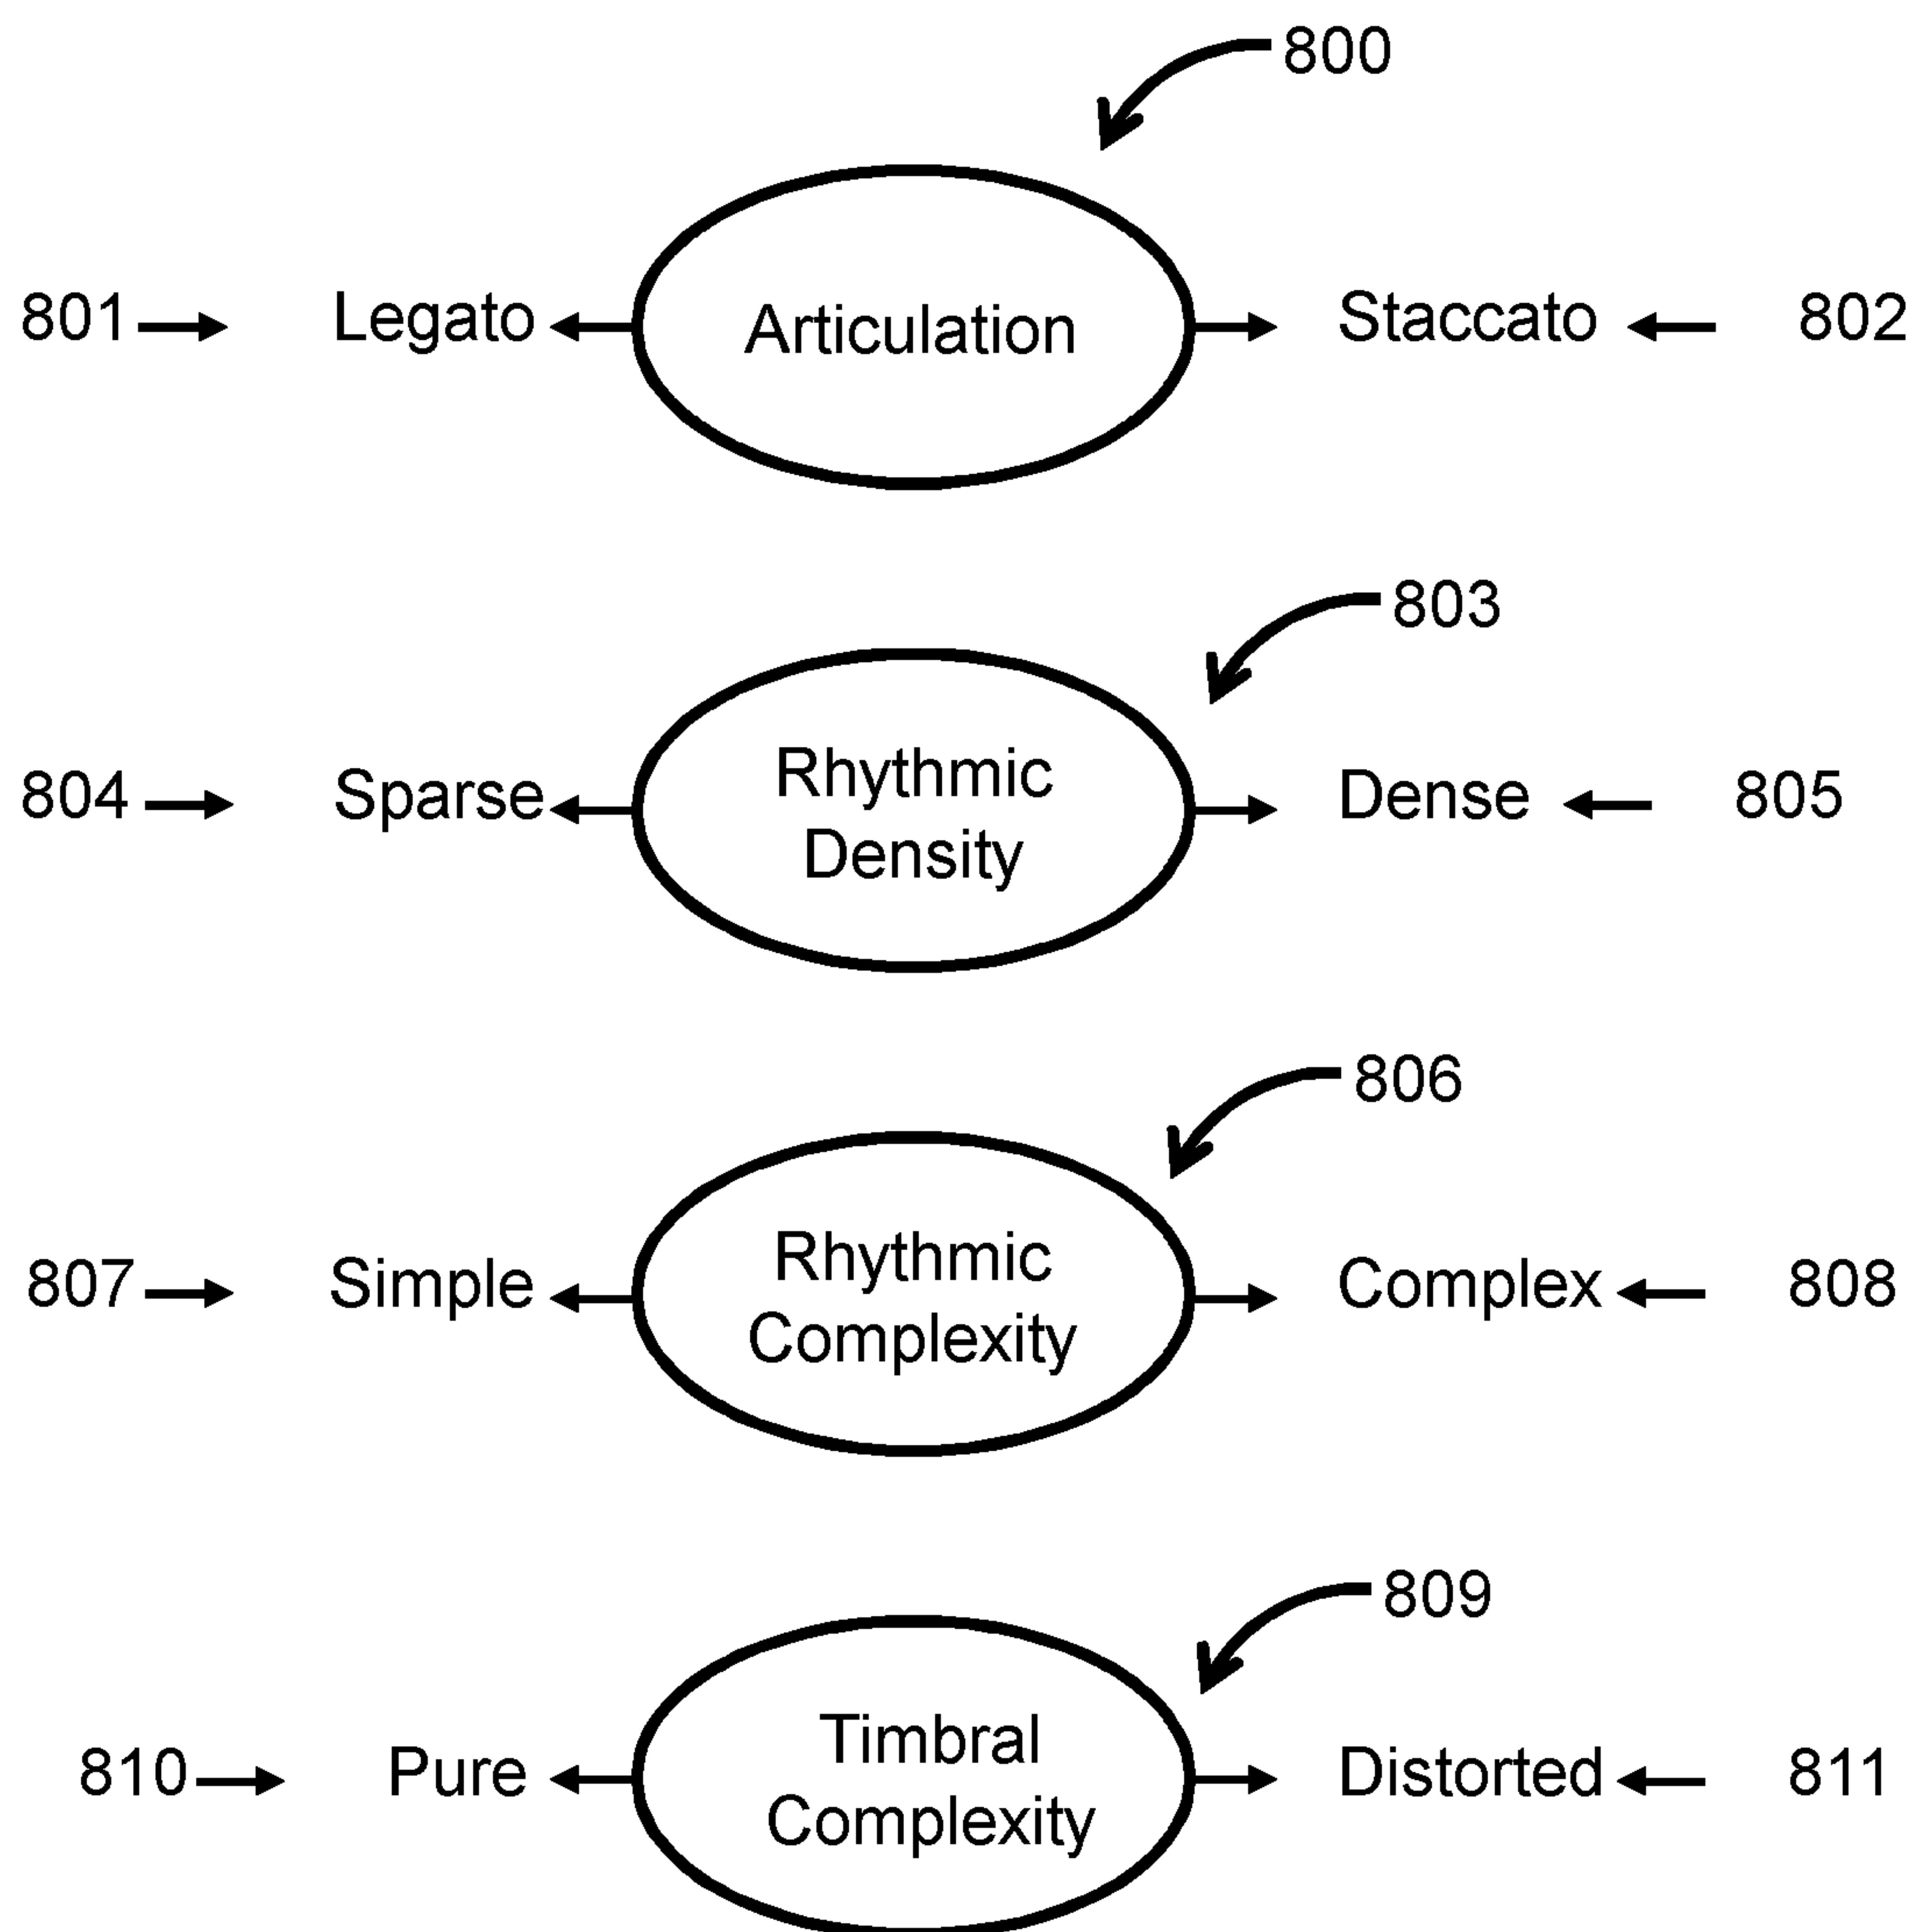 800
801 Legato Articulation Staccato 802
803
804 Sparse Rhythmic Density Dense 805
806
807 Simple Rhythmic Complexity Complex 808
809
810 Pure Timbral Complexity Distorted 811